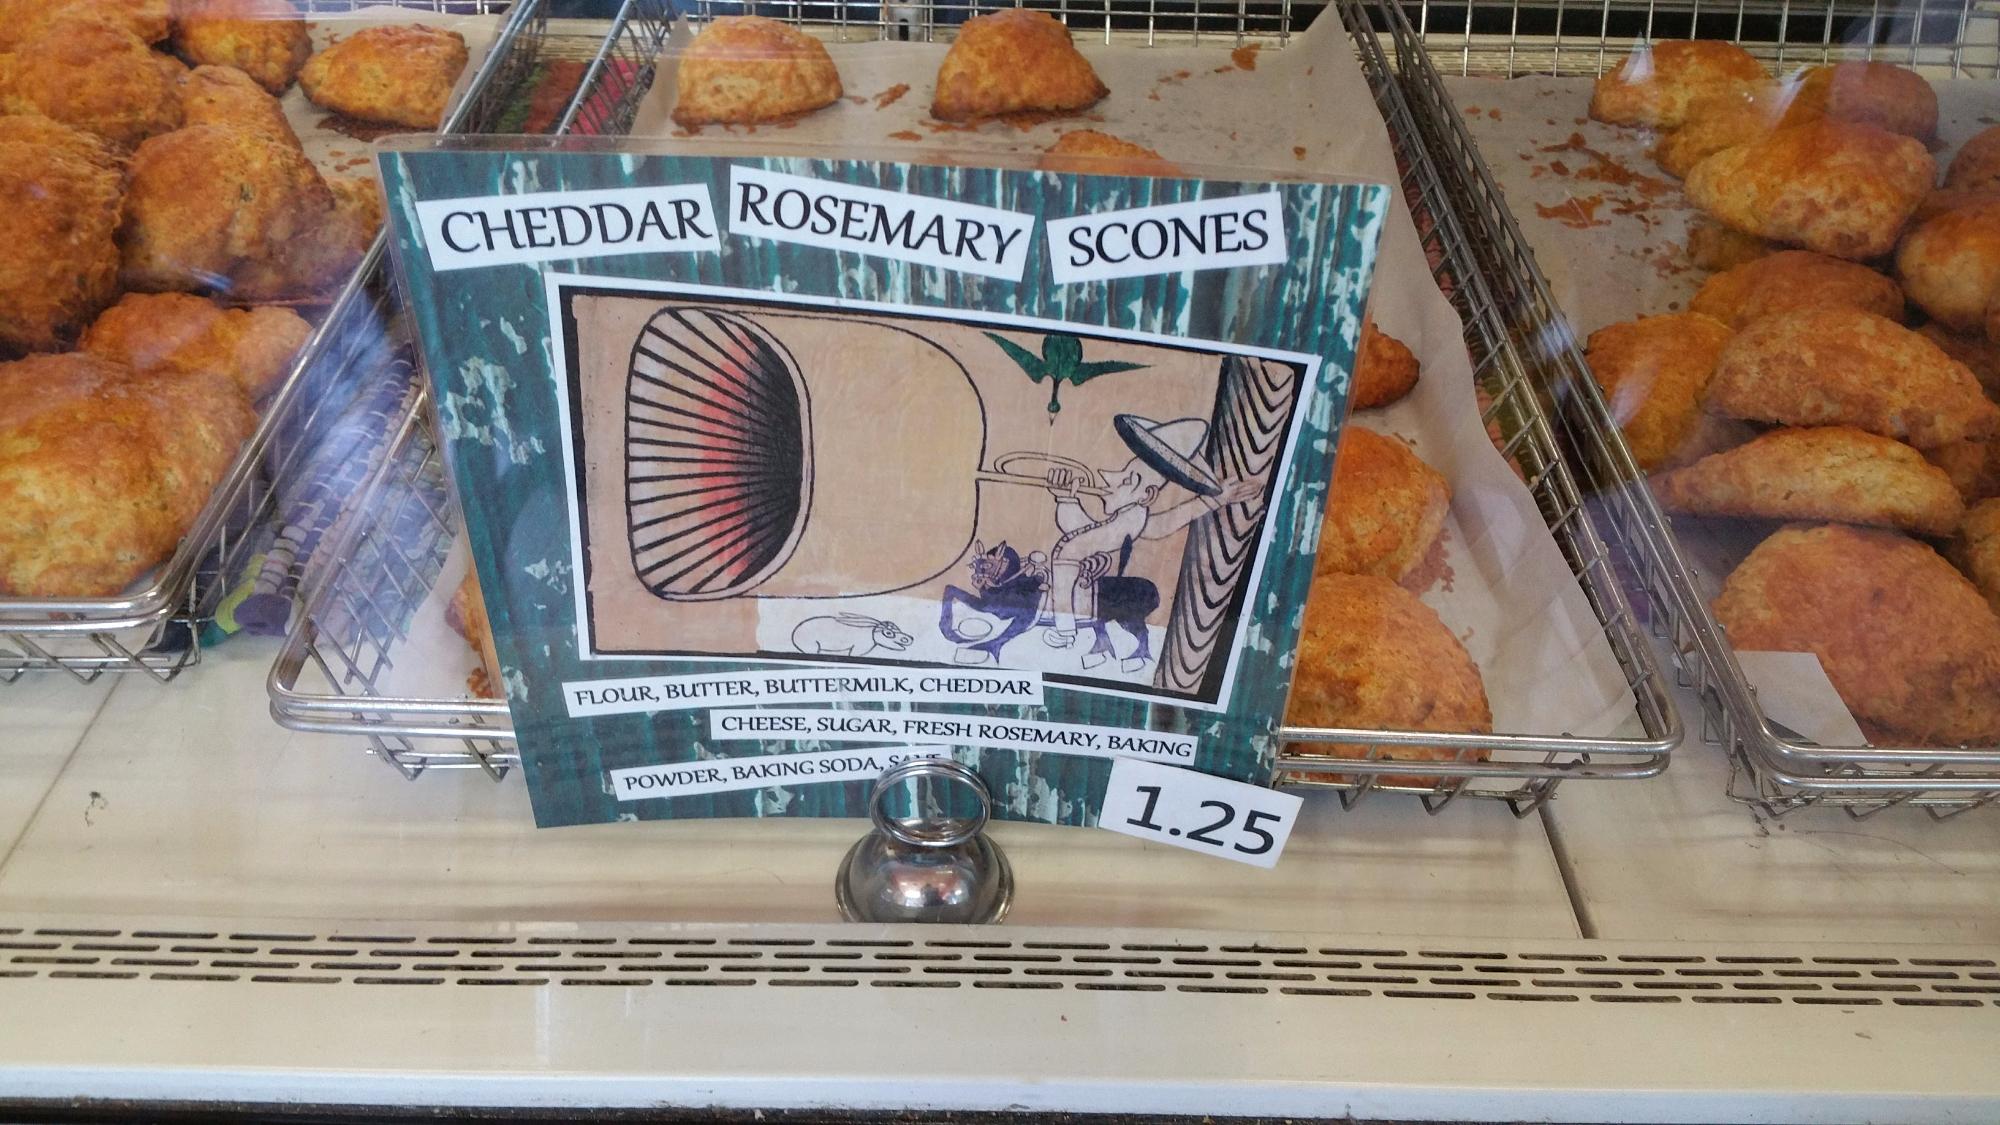 CHEDDAR ROSEMARY SCONES
FLOUR, BUTTER, BUTTERMILK, CHEDDAR
CHEESE, SUGAR, FRESH ROSEMARY, BAKING
POWDER, BAKING SODA,
1.25